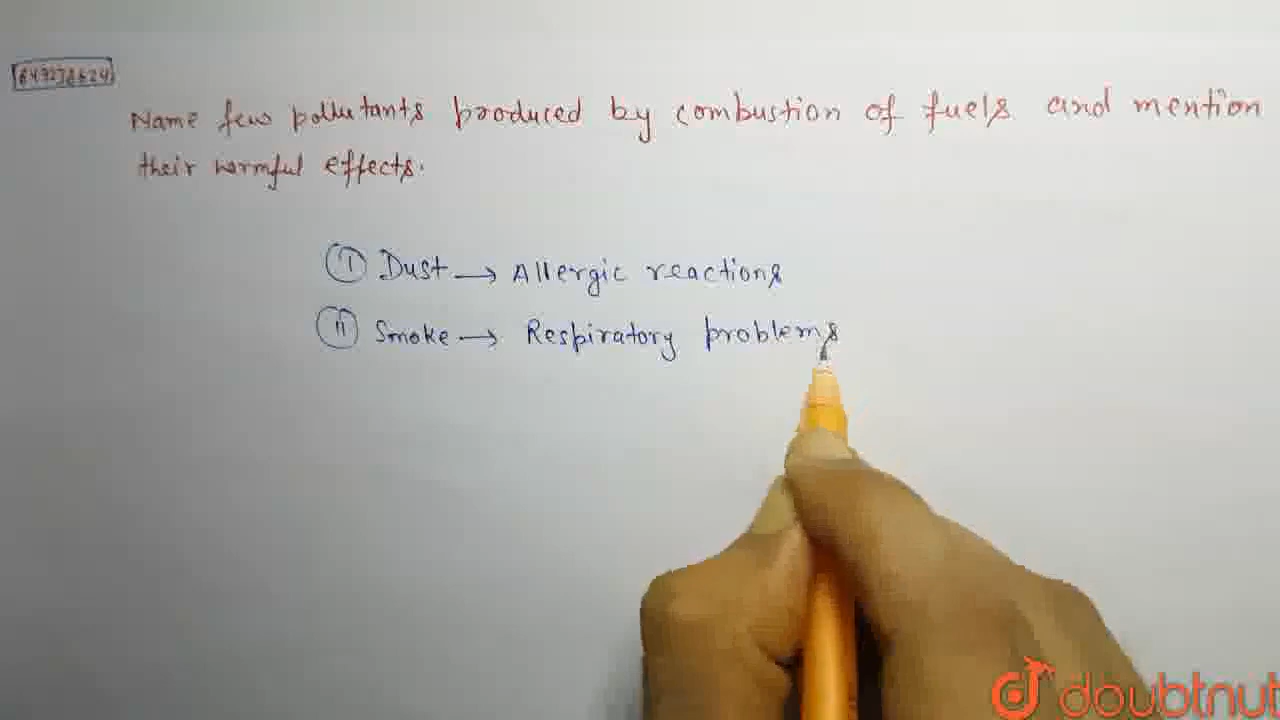 649278624
Name few pollutants produced by combustion of fuels and mention
their harmful effects.
I Dust → Allergic reactions
II Smoke → Respiratory problems
doubtnut